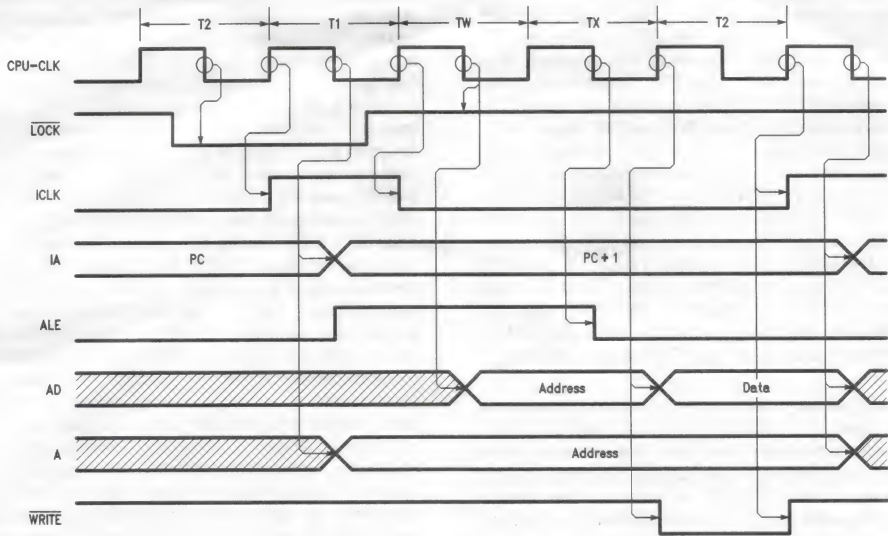 T2 T1 TW TX T2
CPU-CLK
LOCK
ICLK
IA PC PC + 1
ALE
AD Address Data
A Address
WRITE